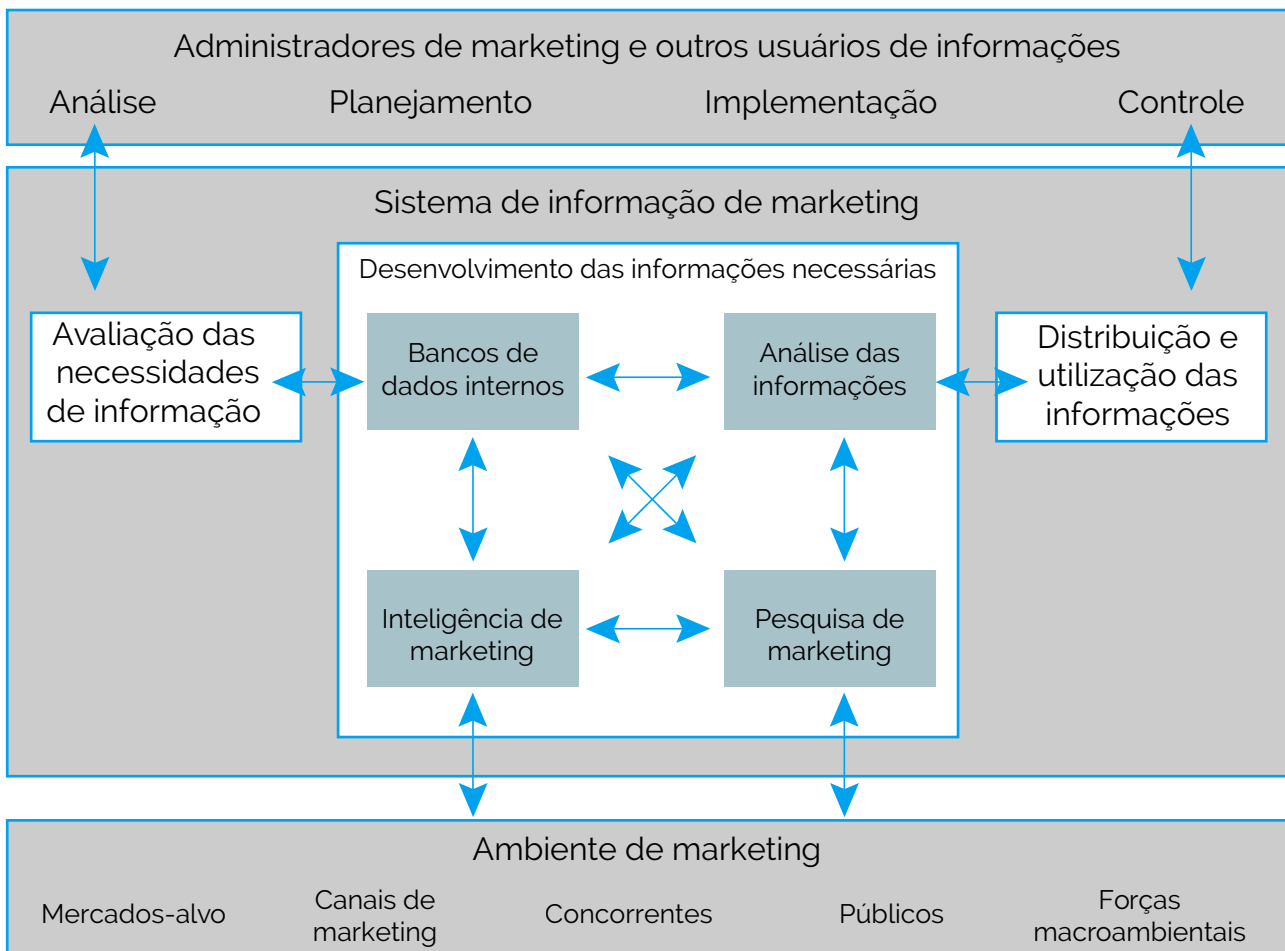 Administradores de marketing e outros usuários de informações
Análise
Planejamento
Implementação
Controle
Sistema de informação de marketing
Desenvolvimento das informações necessárias
Avaliação das
necessidades
de informação
Bancos de
dados internos
Análise das
informações
Distribuição e
utilização das
informações
Inteligência de
marketing
Pesquisa de
marketing
Ambiente de marketing
Mercados-alvo
Canais de
marketing
Concorrentes
Públicos
Forças
macroambientais